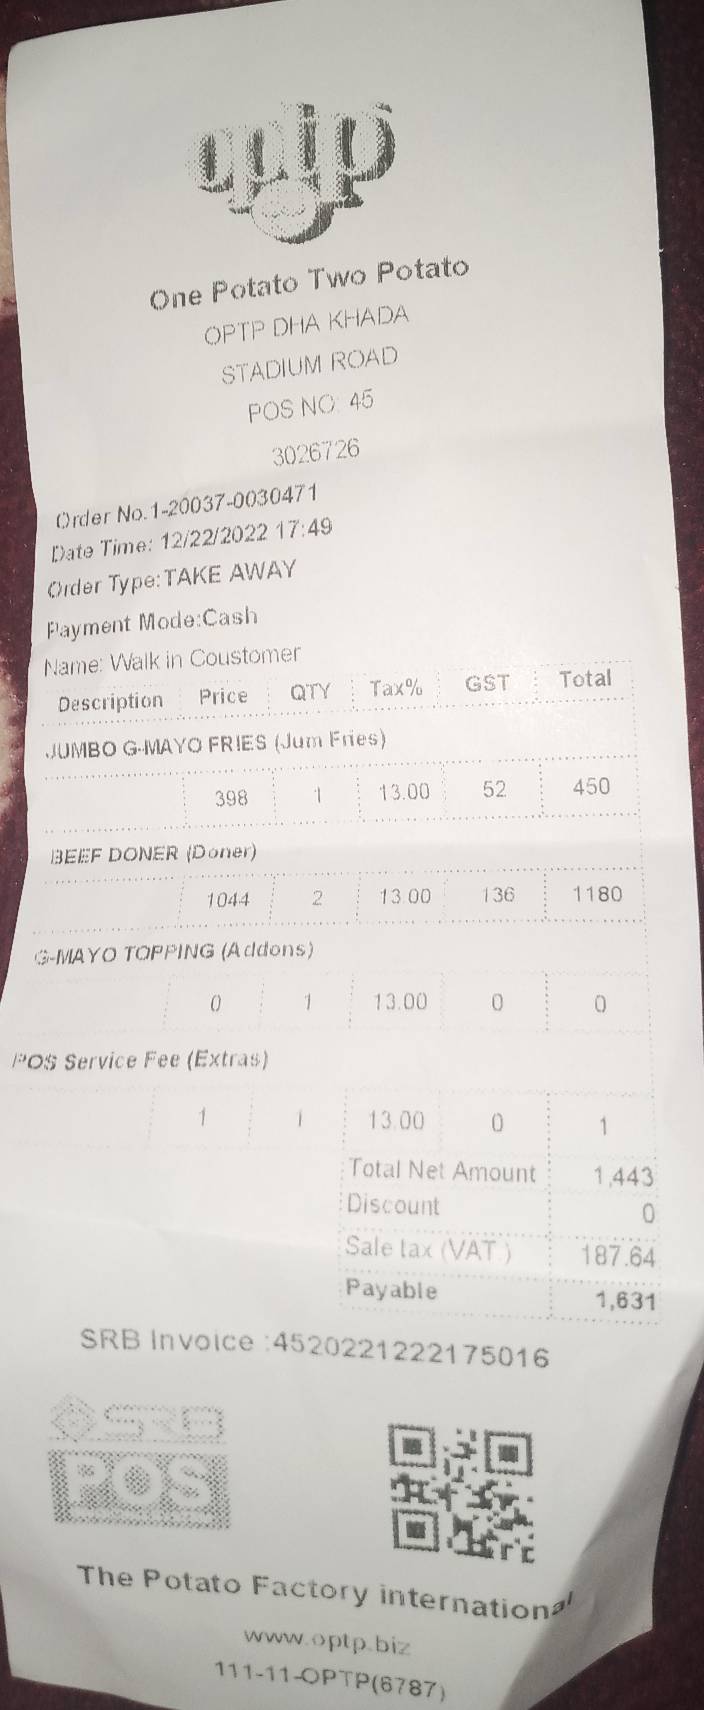 optp
One Potato Two Potato
OPTP DHA KHADA
STADIUM ROAD
POS NO: 45
3026726
Order No.1-20037-0030471
Date Time: 12/22/2022 17:49
Order Type:TAKE AWAY
Payment Mode:Cash
Name: Walk in Coustomer
Description Price QTY Tax% GST Total
JUMBO G-MAYO FRIES (Jum Fries)
398 1 13.00 52 450
BEEF DONER (Doner)
1044 2 13.00 136 1180
G-MAYO TOPPING (Addons)
0 1 13.00 0 0
POS Service Fee (Extras)
1 1 13.00 0 1
Total Net Amount 1,443
Discount 0
Sale tax (VAT.) 187.64
Payable 1,631
SRB Invoice :4520221222175016
SRB
POS
The Potato Factory international
www.optp.biz
111-11-OPTP(6787)